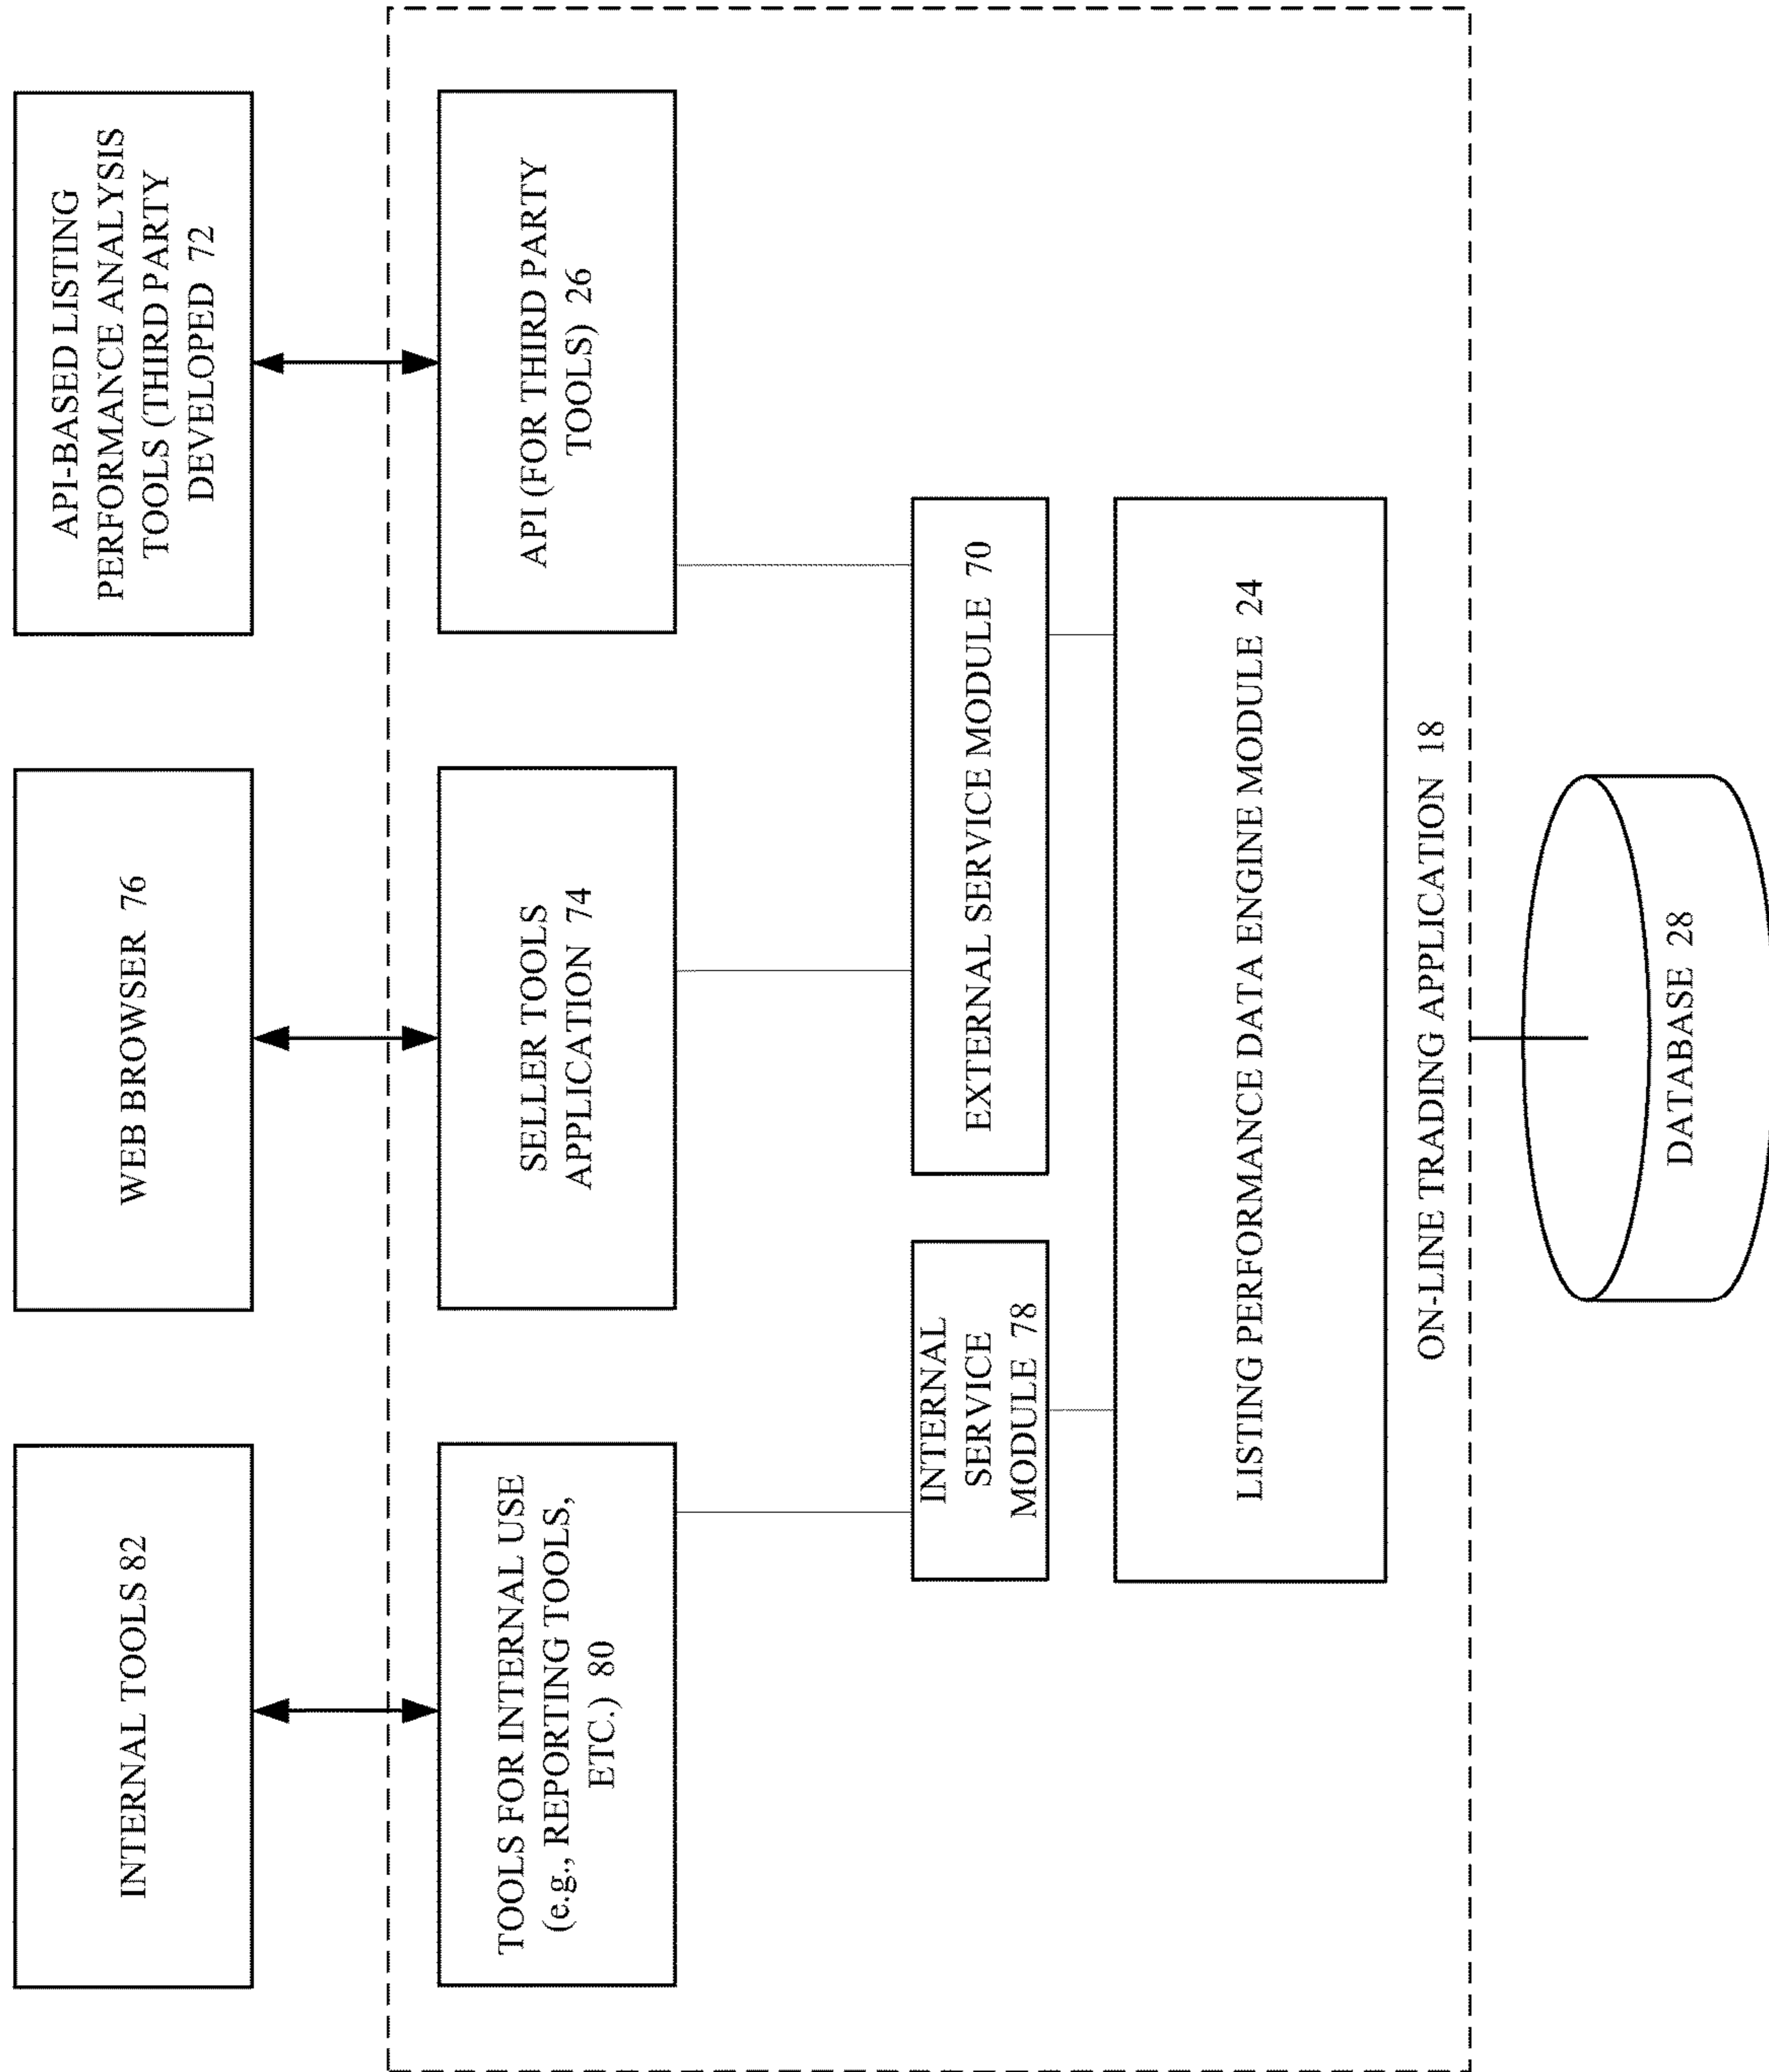 INTERNAL TOOLS 82
WEB BROWSER 76
API-BASED LISTING
PERFORMANCE ANALYSIS
TOOLS (THIRD PARTY
DEVELOPED 72
TOOLS FOR INTERNAL USE
(e.g., REPORTING TOOLS,
ETC.) 80
SELLER TOOLS
APPLICATION 74
API (FOR THIRD PARTY
TOOLS) 26
INTERNAL
SERVICE
MODULE 78
EXTERNAL SERVICE MODULE 70
LISTING PERFORMANCE DATA ENGINE MODULE 24
ON-LINE TRADING APPLICATION 18
DATABASE 28